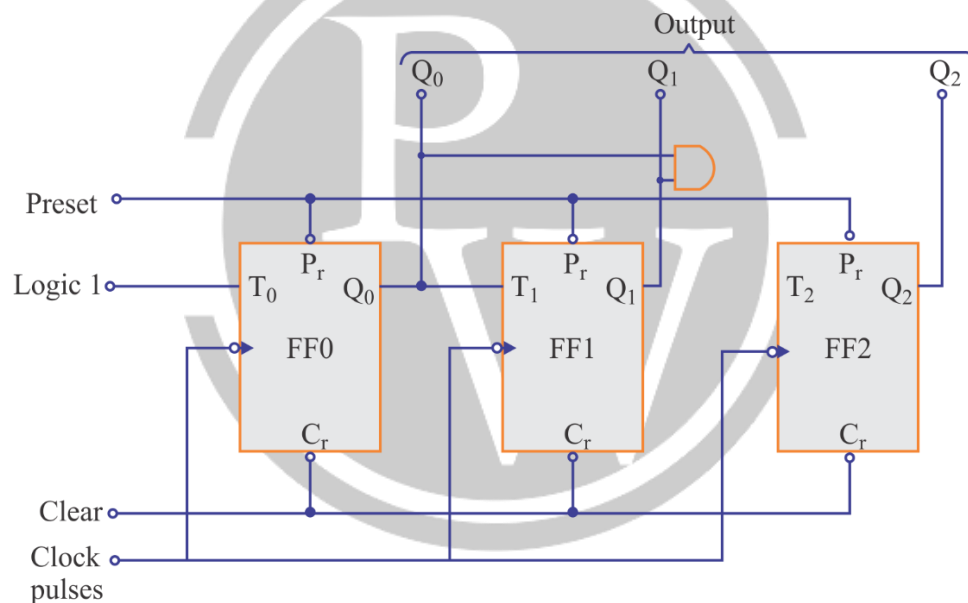 Output
Q0 Q1 Q2
Preset
Pr Pr Pr
Logic 1 T0 Q0 T1 Q1 T2 Q2
FF0 FF1 FF2
Cr Cr Cr
Clear
Clock
pulses
PW